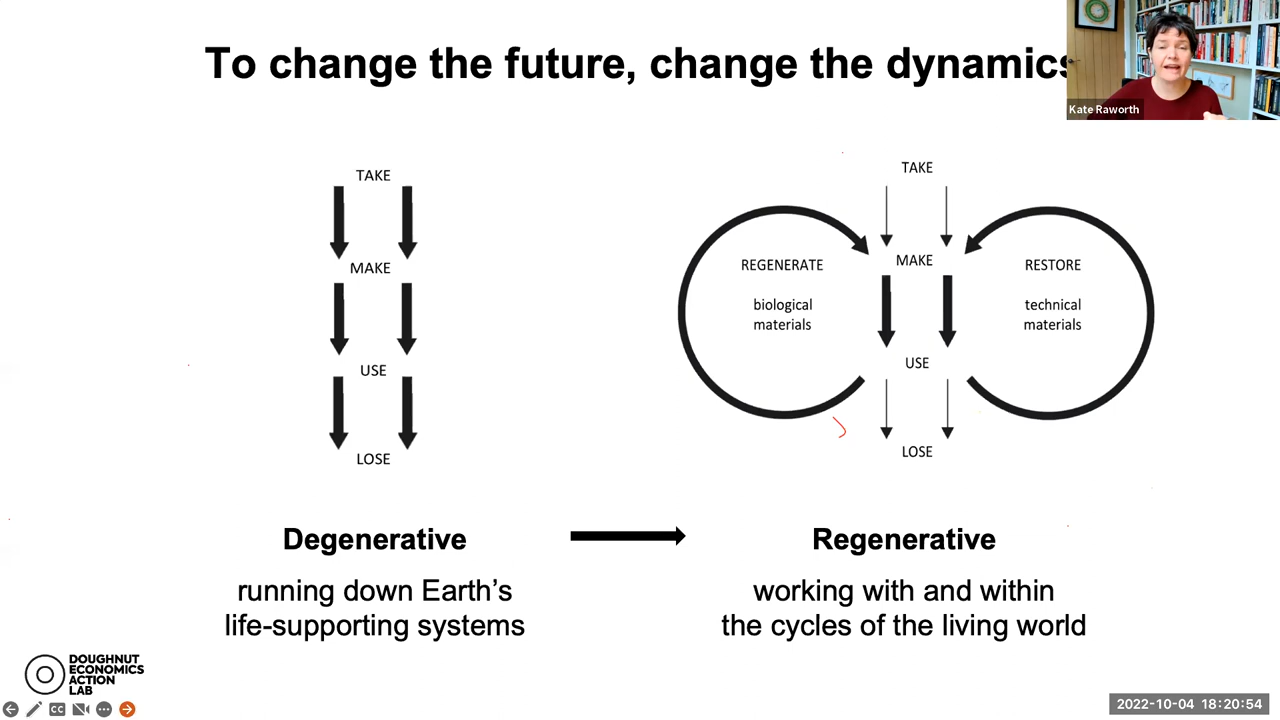 To change the future, change the dynamics
Kate Raworth
TAKE
MAKE
USE
LOSE
TAKE
REGENERATE
biological
materials
MAKE
RESTORE
technical
materials
USE
LOSE
Degenerative
running down Earth’s
life-supporting systems
Regenerative
working with and within
the cycles of the living world
DOUGHNUT
ECONOMICS
ACTION
LAB
CC
2022-10-04 18:20:54